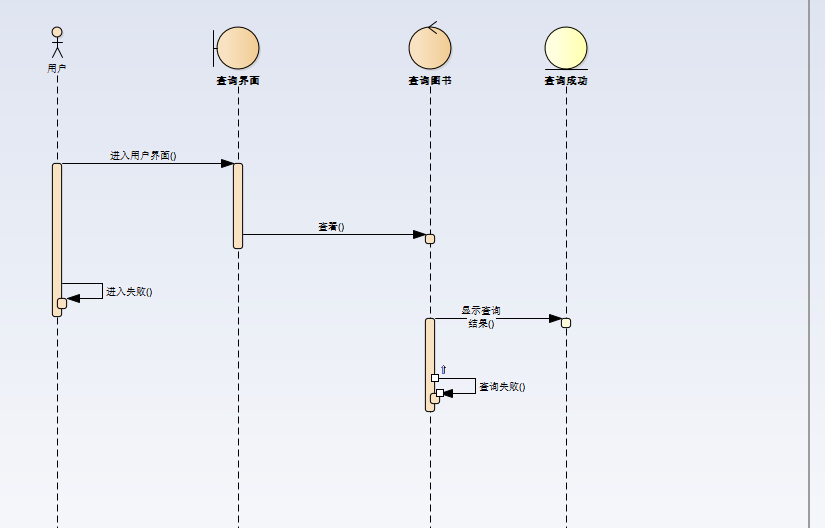 用户
查询界面
查询图书
查询成功
进入用户界面()
查看()
进入失败()
显示查询
结果()
查询失败()